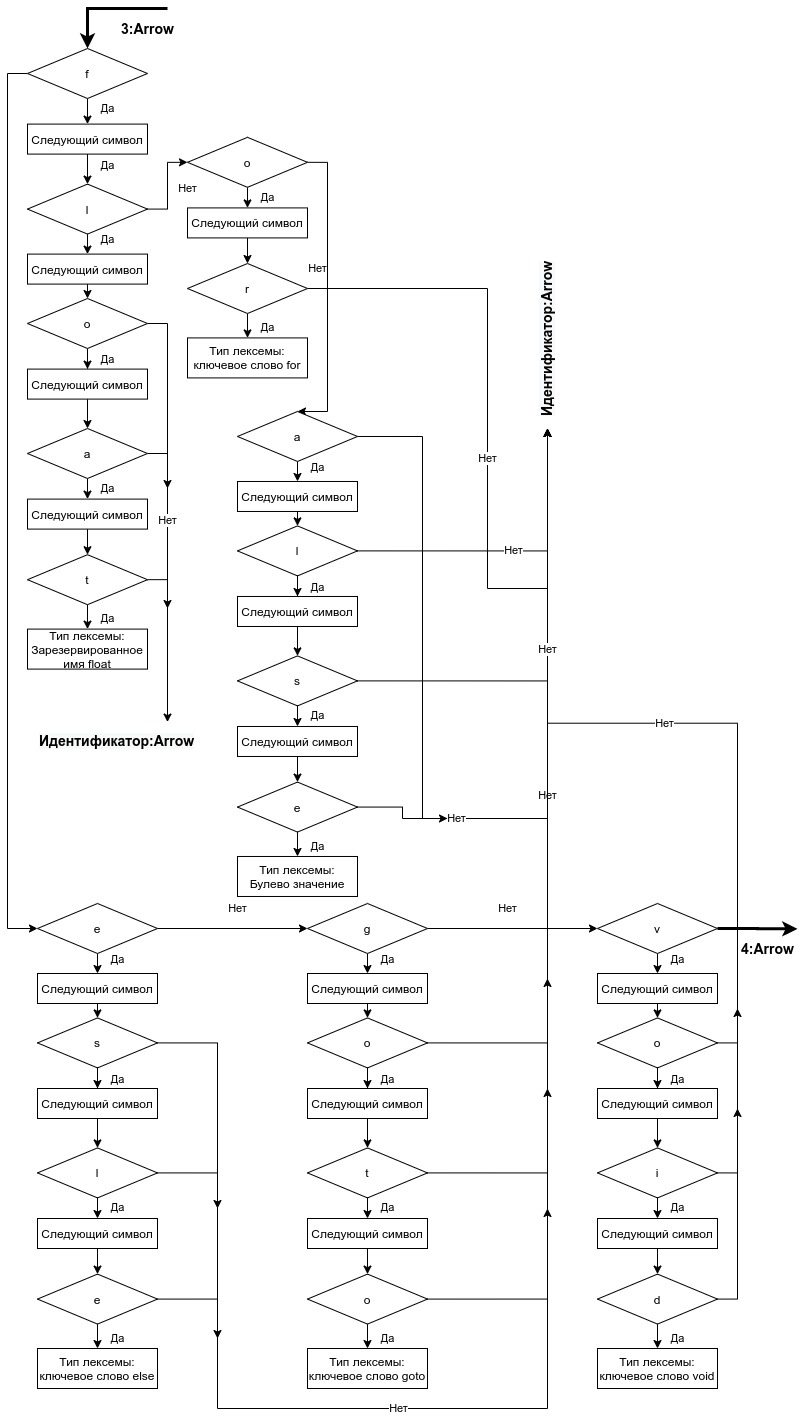 3:Arrow
f
Да
Следующий символ
Да
l
Нет
Да
Следующий символ
o
Да
Следующий символ
a
Да
Следующий символ
Нет
t
Да
Тип лексемы:
Зарезервированное
имя float
Идентификатор:Arrow
o
Да
Следующий символ
Нет
r
Да
Тип лексемы:
ключевое слово for
a
Да
Следующий символ
l
Да
Следующий символ
s
Да
Следующий символ
e
Да
Тип лексемы:
Булево значение
Идентификатор:Arrow
Нет
Нет
Нет
Нет
Нет
Нет
Нет
Нет
e
Да
Следующий символ
s
Да
Следующий символ
l
Да
Следующий символ
e
Да
Тип лексемы:
ключевое слово else
Нет
g
Да
Следующий символ
o
Да
Следующий символ
t
Да
Следующий символ
o
Да
Тип лексемы:
ключевое слово goto
v
4:Arrow
Да
Следующий символ
o
Да
Следующий символ
i
Да
Следующий символ
d
Да
Тип лексемы:
ключевое слово void
Нет